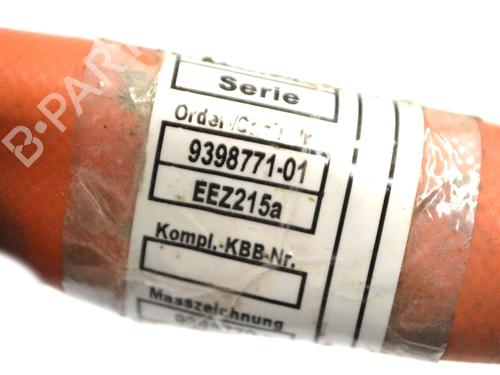 B-PARTS
Serie
9398771-01
EEZ215a
Kompl.-KBB-Nr.
Masszeichnung